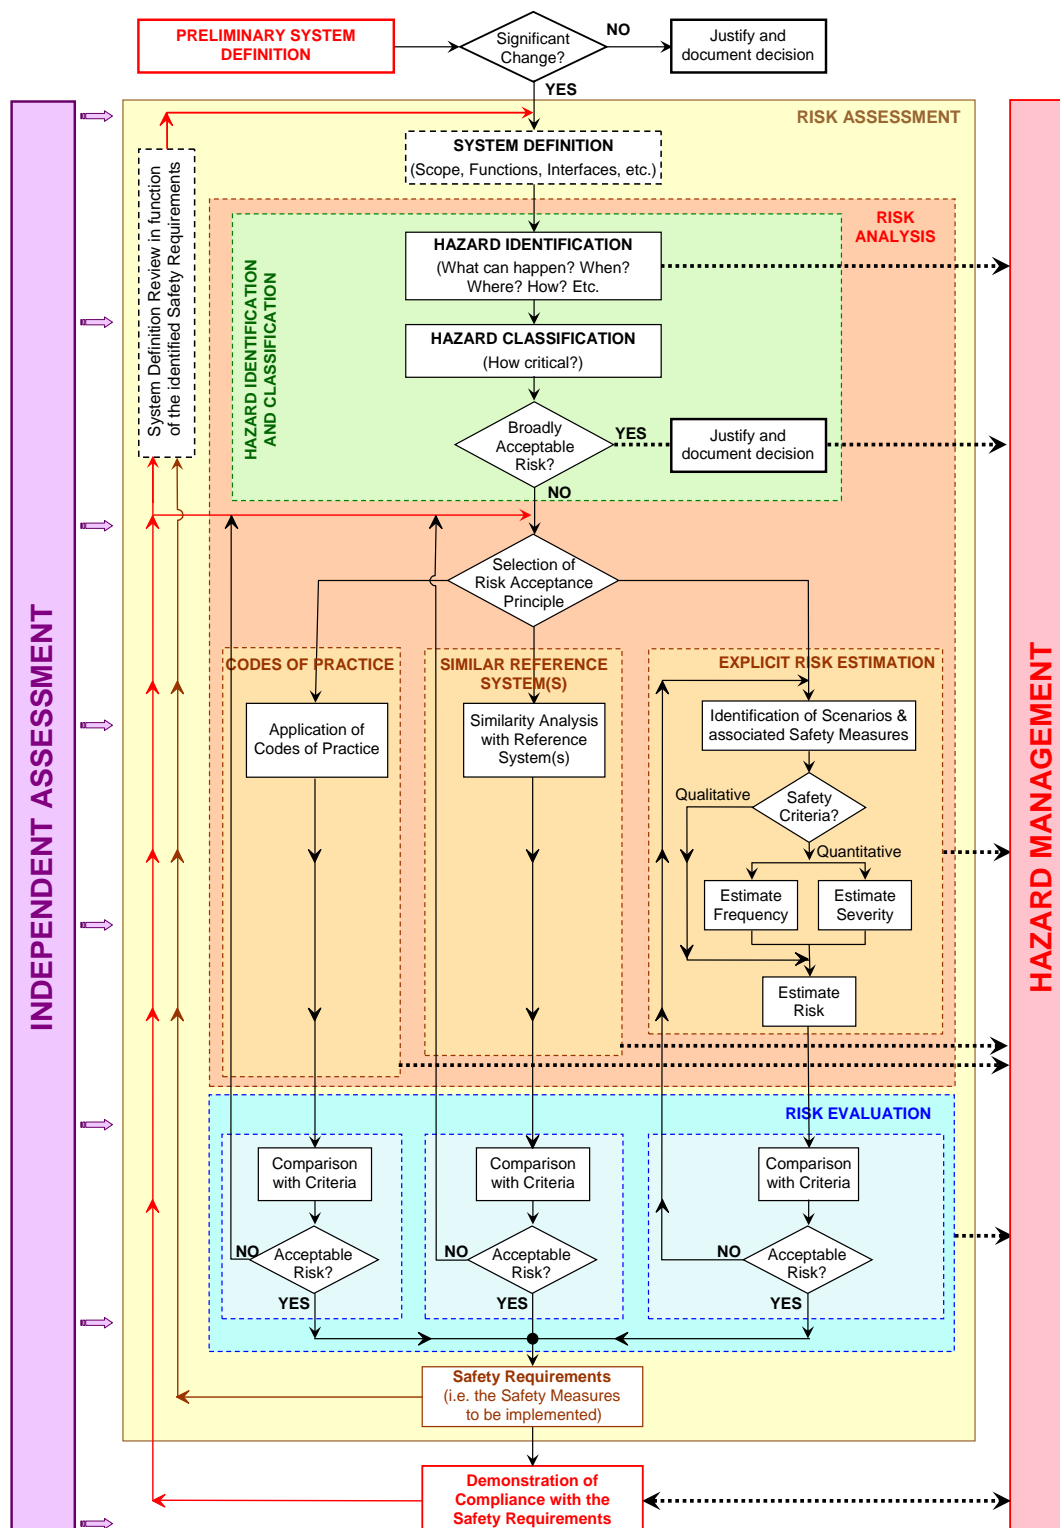 PRELIMINARY SYSTEM
DEFINITION
Significant
Change?
NO
Justify and
document decision
YES
INDEPENDENT ASSESSMENT
HAZARD MANAGEMENT
RISK ASSESSMENT
System Definition Review in function
of the identified Safety Requirements
SYSTEM DEFINITION
(Scope, Functions, Interfaces, etc.)
RISK
ANALYSIS
HAZARD IDENTIFICATION
AND CLASSIFICATION
HAZARD IDENTIFICATION
(What can happen? When?
Where? How? Etc.
HAZARD CLASSIFICATION
(How critical?)
Broadly
Acceptable
Risk?
YES
Justify and
document decision
NO
Selection of
Risk Acceptance
Principle
CODES OF PRACTICE
Application of
Codes of Practice
SIMILAR REFERENCE
SYSTEM(S)
Similarity Analysis
with Reference
System(s)
EXPLICIT RISK ESTIMATION
Identification of Scenarios &
associated Safety Measures
Qualitative
Safety
Criteria?
Quantitative
Estimate
Frequency
Estimate
Severity
Estimate
Risk
RISK EVALUATION
Comparison
with Criteria
NO
Acceptable
Risk?
YES
Comparison
with Criteria
NO
Acceptable
Risk?
YES
Comparison
with Criteria
NO
Acceptable
Risk?
YES
Safety Requirements
(i.e. the Safety Measures
to be implemented)
Demonstration of
Compliance with the
Safety Requirements